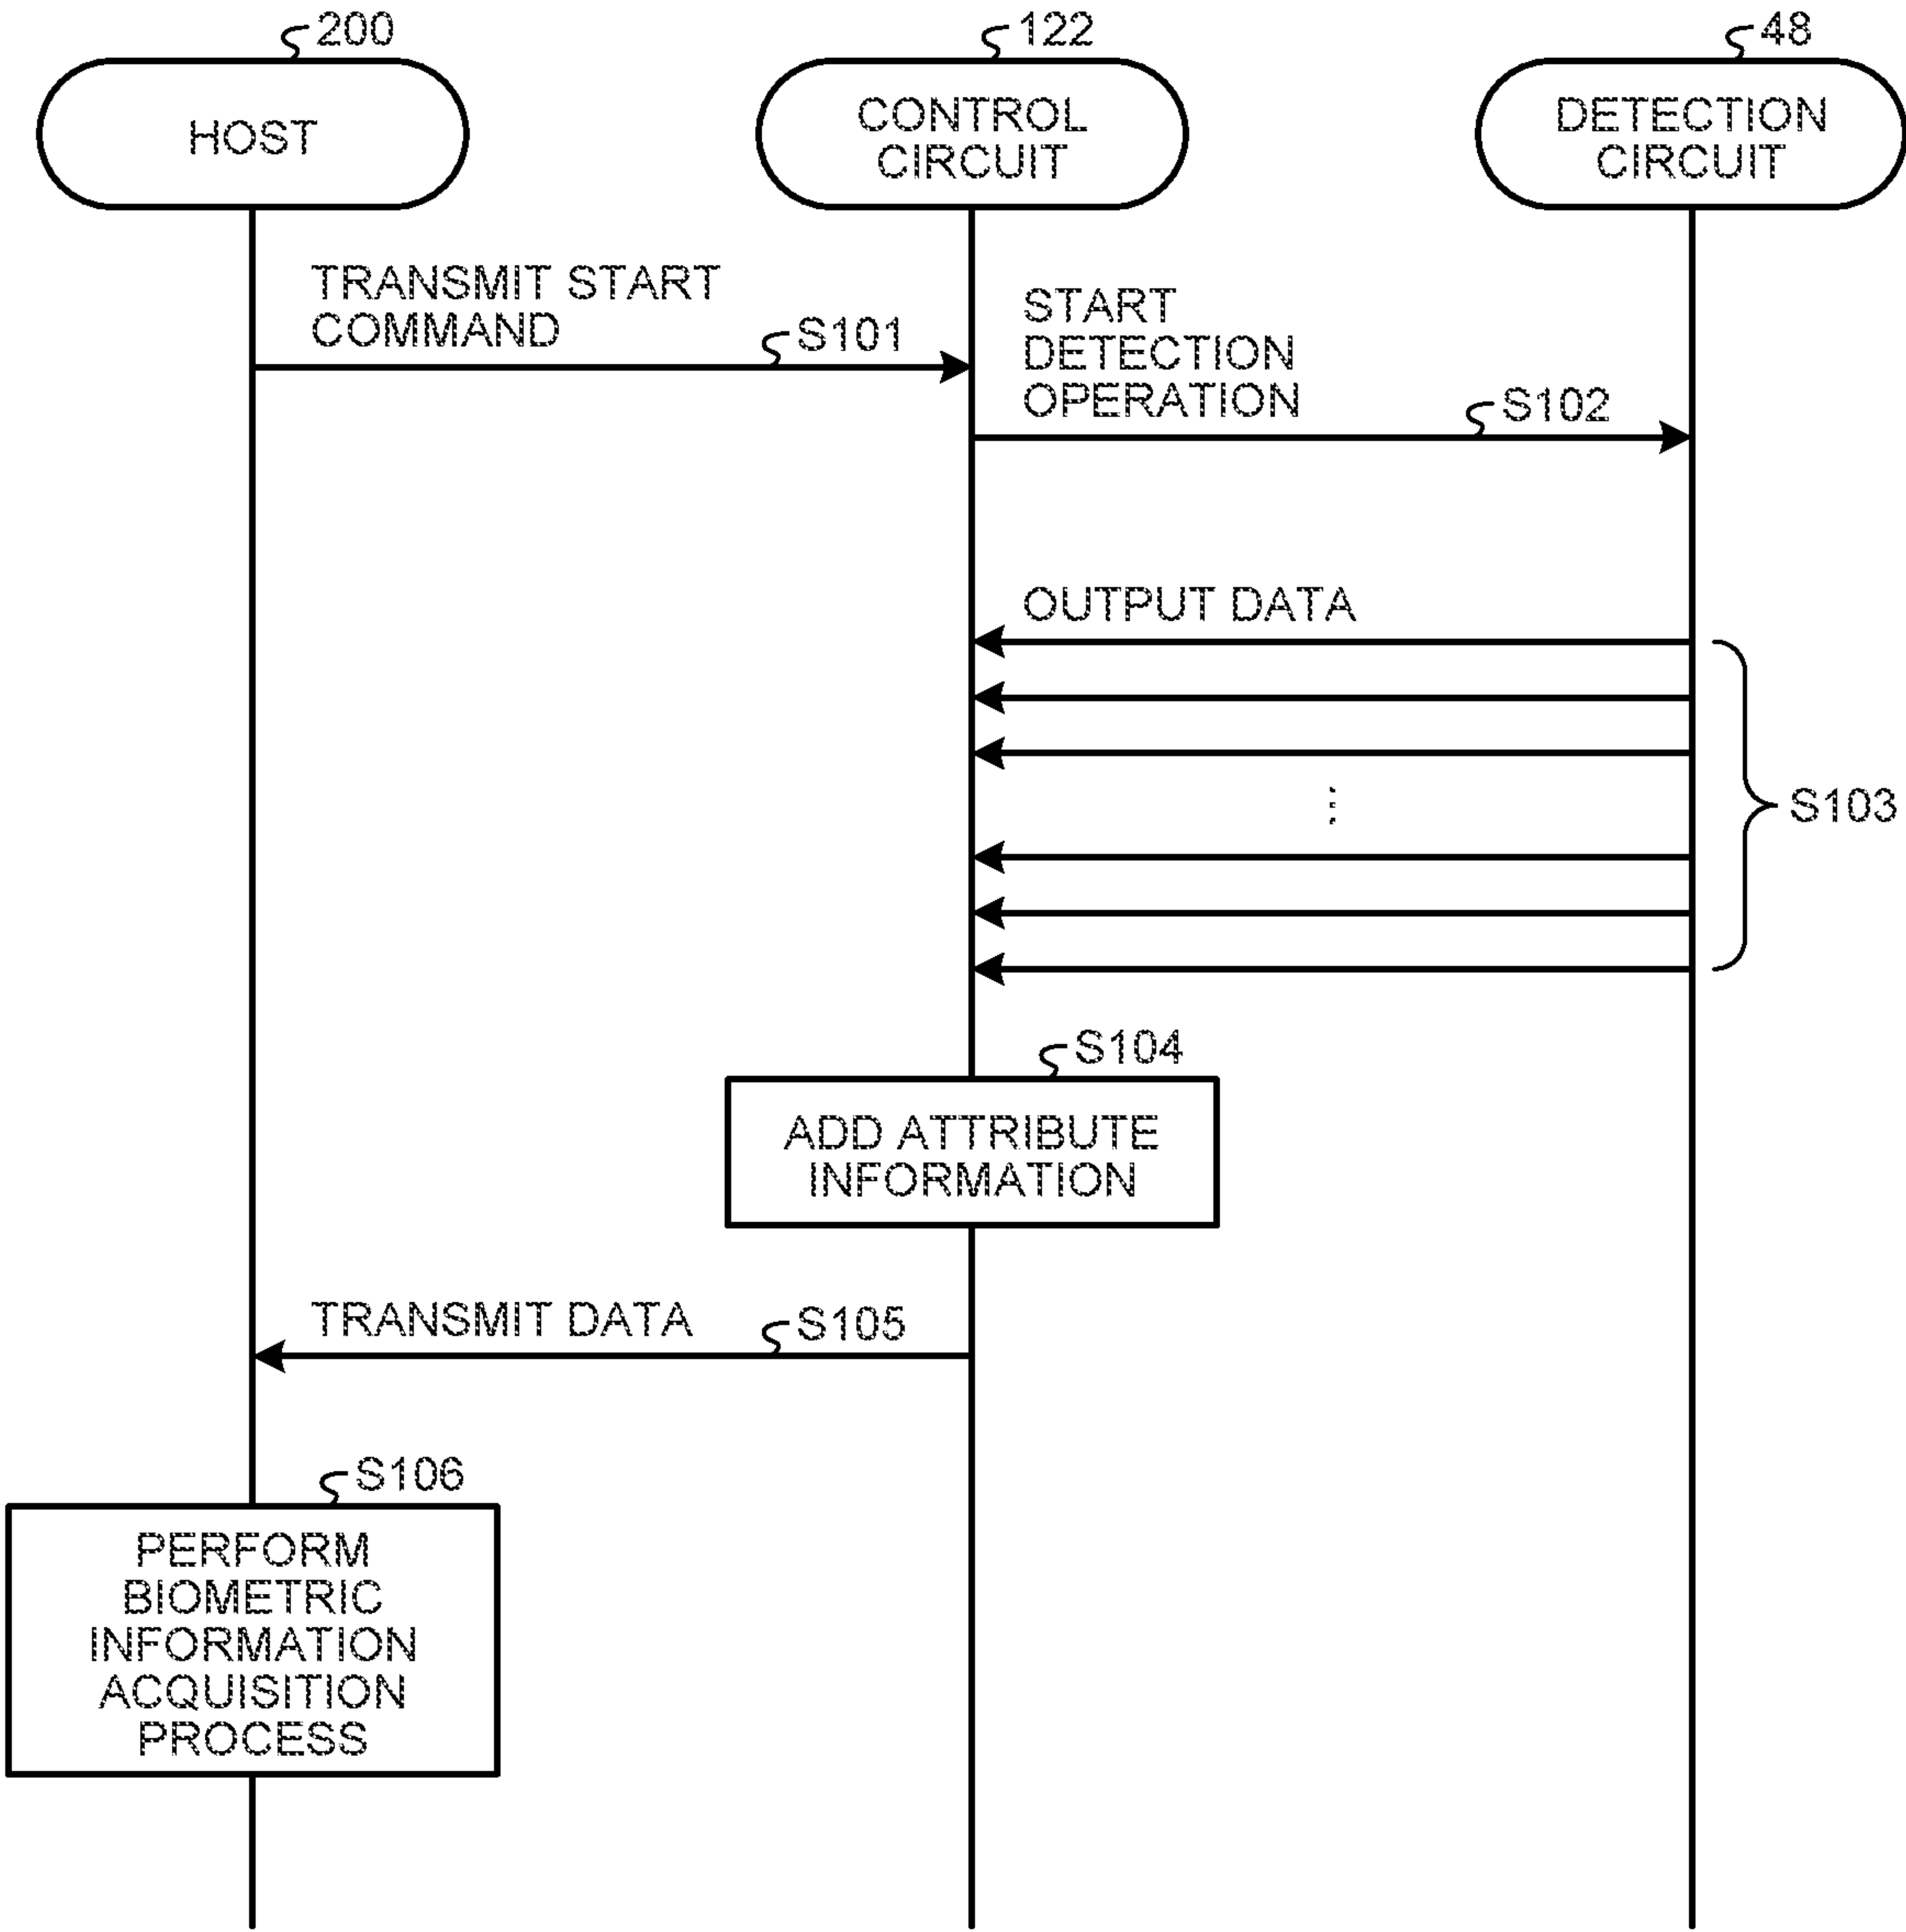 200
122
48
HOST
CONTROL
CIRCUIT
DETECTION
CIRCUIT
TRANSMIT START
COMMAND
S101
START
DETECTION
OPERATION
S102
OUTPUT DATA
S103
S104
ADD ATTRIBUTE
INFORMATION
TRANSMIT DATA
S105
S106
PERFORM
BIOMETRIC
INFORMATION
ACQUISITION
PROCESS